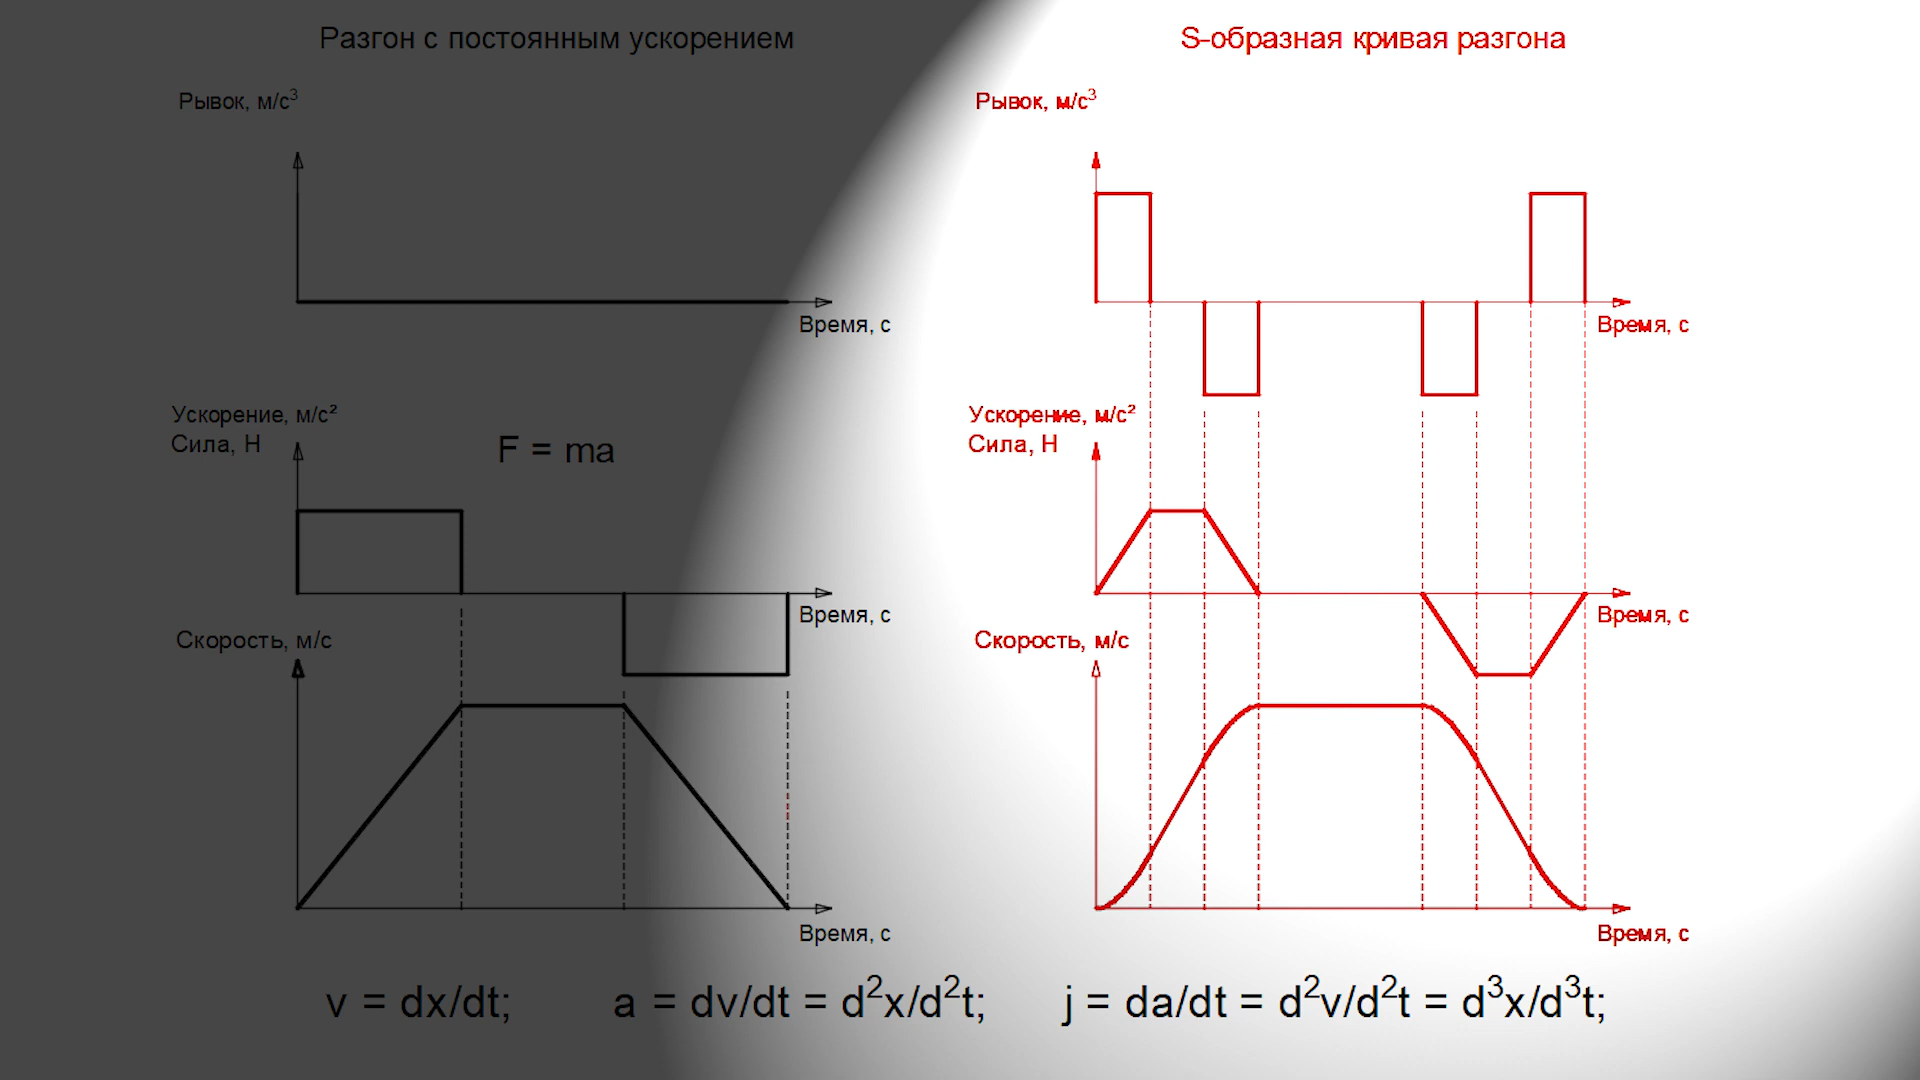 Разгон с постоянным ускорением
Рывок, м/с³
Время, с
Ускорение, м/с²
Сила, Н
F = ma
Время, с
Скорость, м/с
Время, с
S-образная кривая разгона
Рывок, м/с³
Время, с
Ускорение, м/с²
Сила, Н
Время, с
Скорость, м/с
Время, с
v = dx/dt; a = dv/dt = d²x/d²t; j = da/dt = d²v/d²t = d³x/d³t;